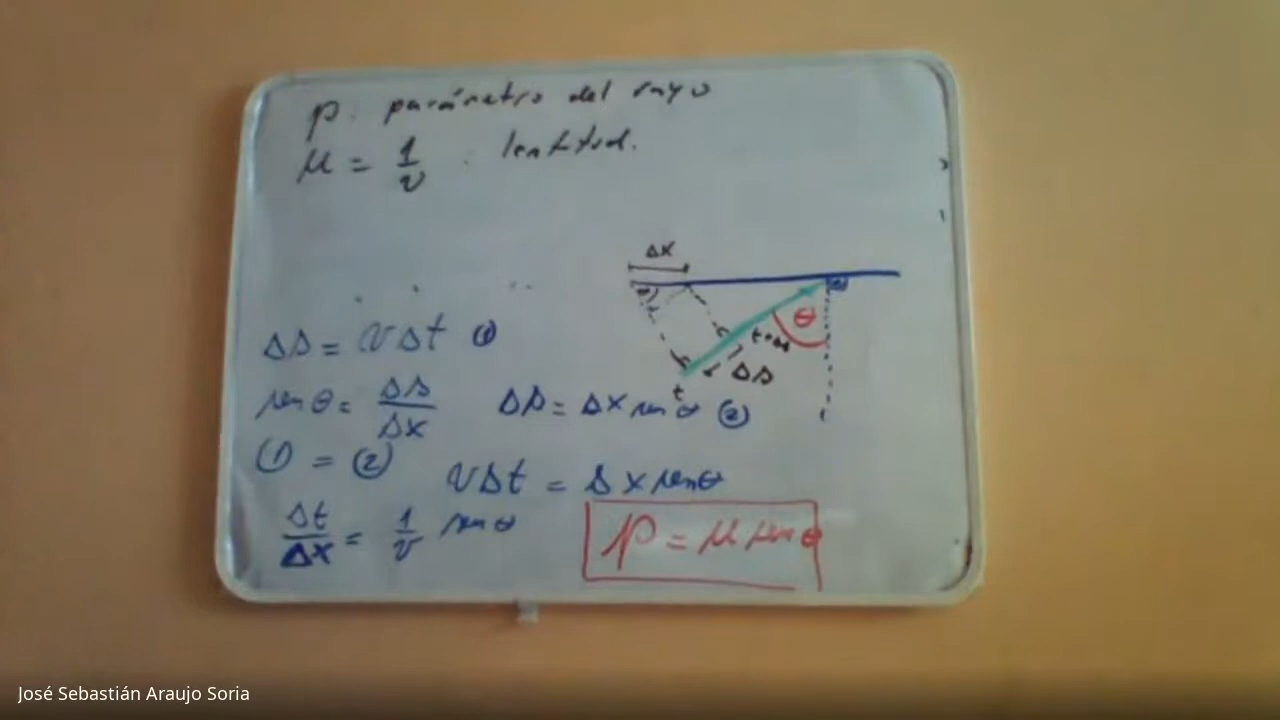 p. parámetro del rayo
μ = 1/v : lentitud.
Δx
θ
θ
t+Δt
Δs
t
Δs = vΔt ①
sen θ = Δs/Δx Δs = Δx sen θ ②
① = ② vΔt = Δx sen θ
Δt/Δx = 1/v sen θ p = μ sen θ
José Sebastián Araujo Soria